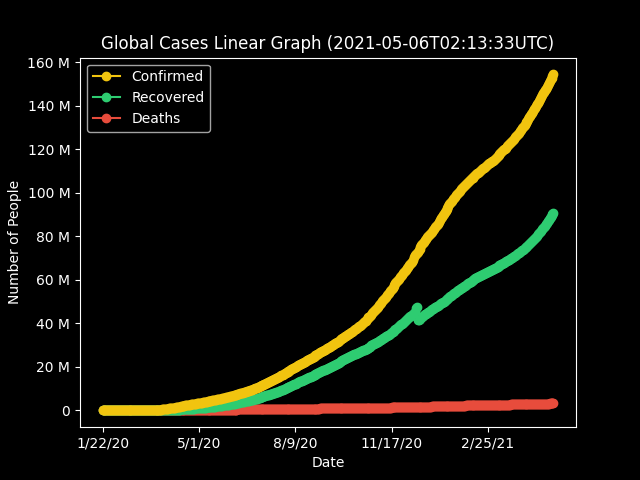 Global Cases Linear Graph (2021-05-06T02:13:33UTC)
Confirmed
Recovered
Deaths
160 M
140 M
120 M
100 M
80 M
60 M
40 M
20 M
0
Number of People
1/22/20 5/1/20 8/9/20 11/17/20 2/25/21
Date